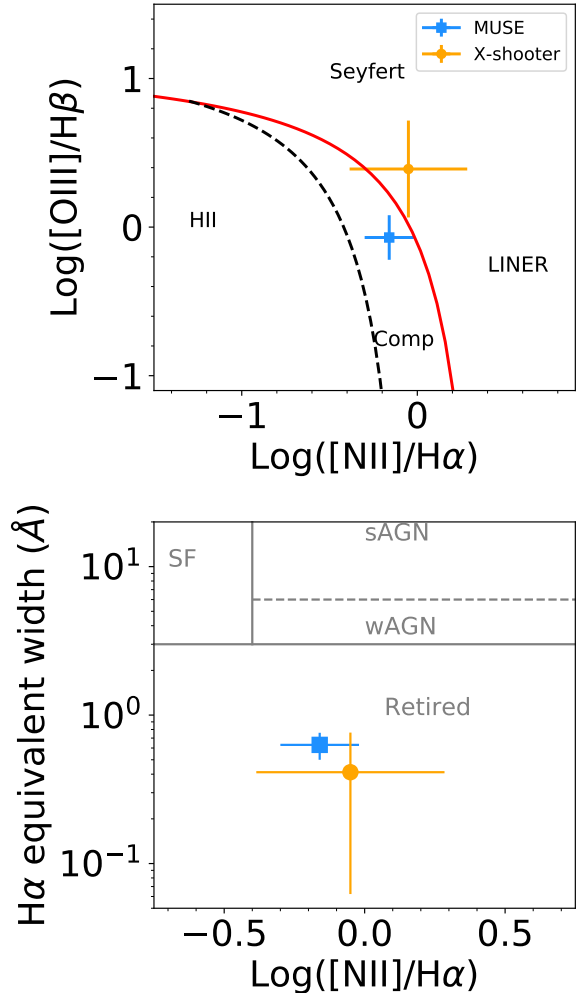 MUSE
X-shooter
Seyfert
HII
LINER
Comp
1
0
−1
−1
0
Log([OIII]/Hβ)
Log([NII]/Hα)
sAGN
SF
wAGN
Retired
10¹
10⁰
10⁻¹
−0.5
0.0
0.5
Hα equivalent width (Å)
Log([NII]/Hα)